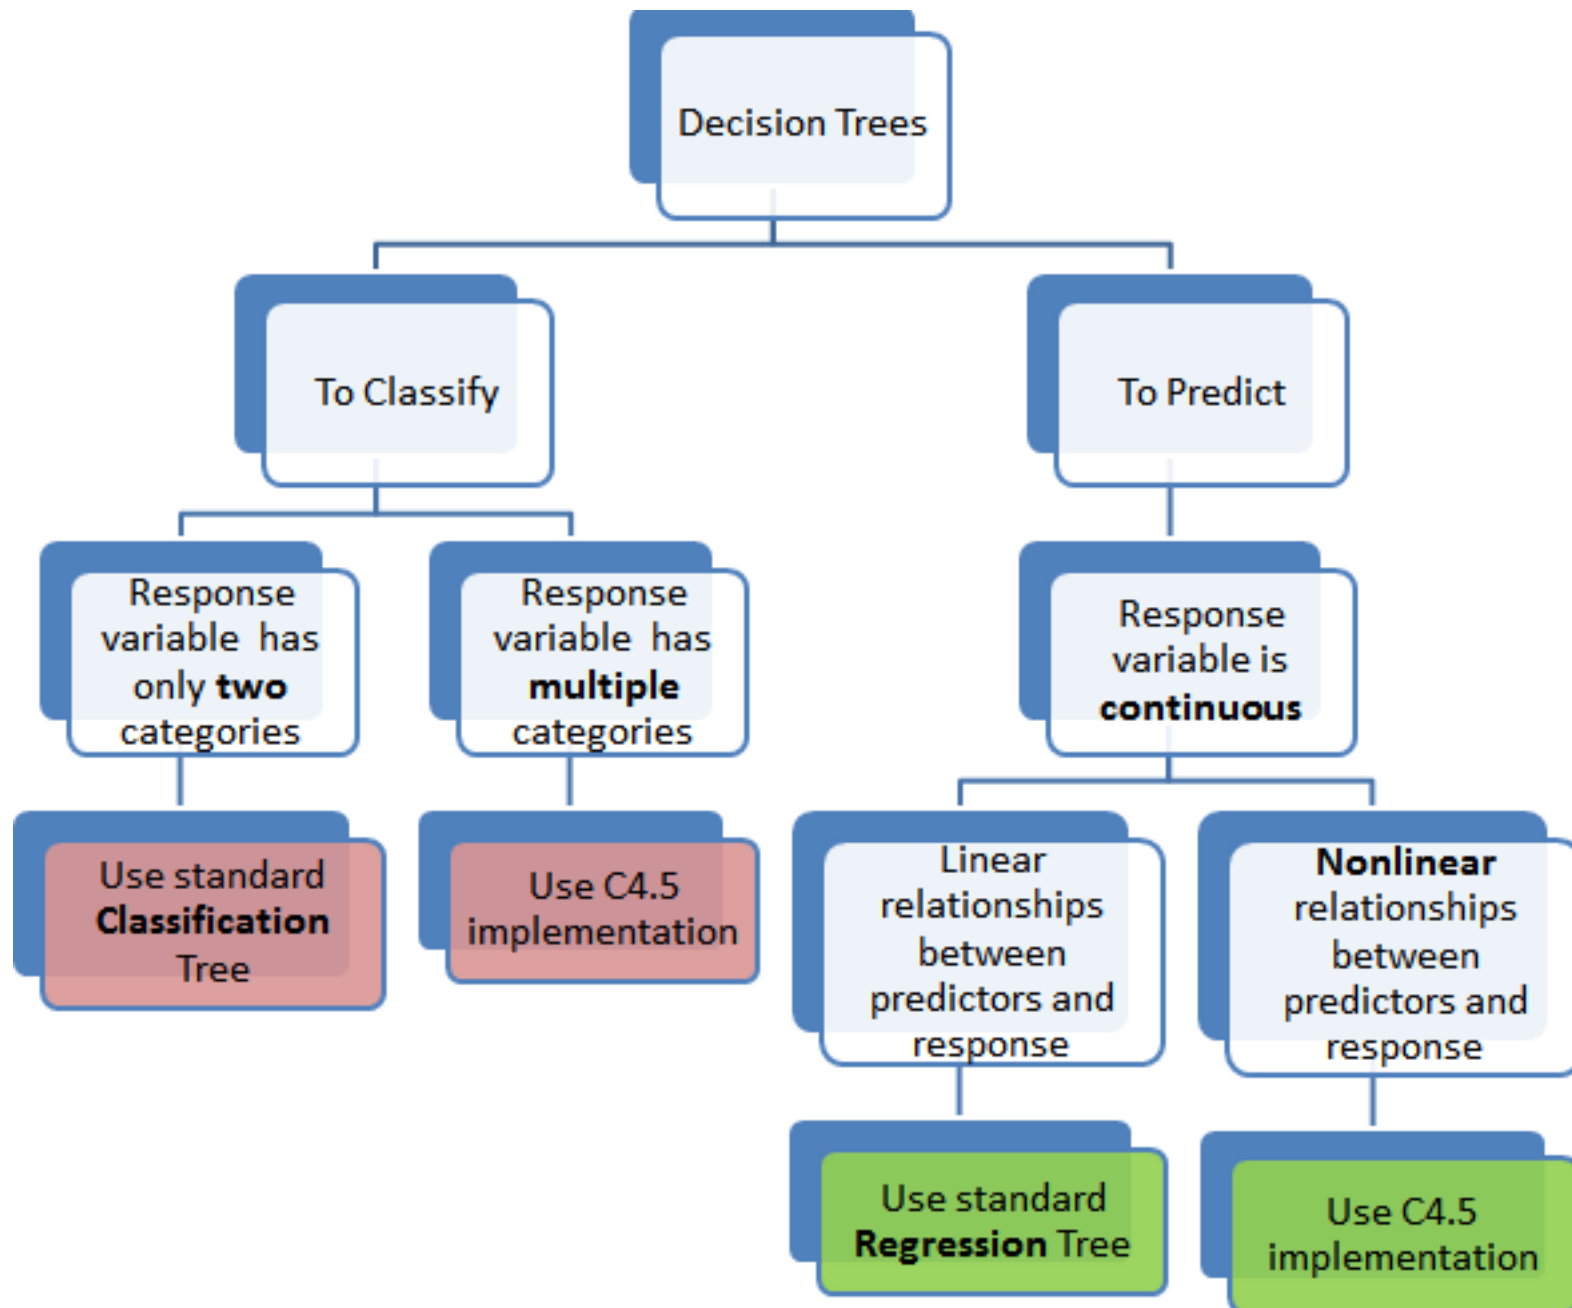 Decision Trees
To Classify
To Predict
Response
variable has
only two
categories
Response
variable has
multiple
categories
Response
variable is
continuous
Use standard
Classification
Tree
Use C4.5
implementation
Linear
relationships
between
predictors and
response
Nonlinear
relationships
between
predictors and
response
Use standard
Regression Tree
Use C4.5
implementation